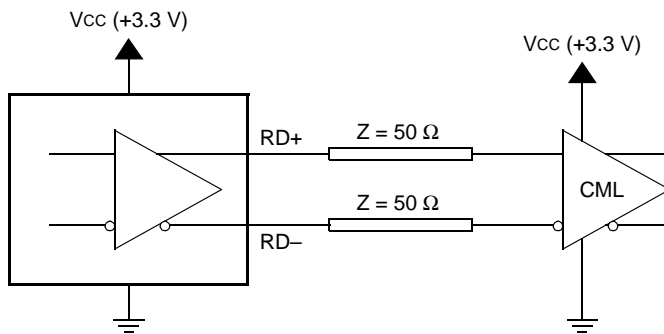 VCC (+3.3 V)
VCC (+3.3 V)
RD+
Z = 50 Ω
CML
Z = 50 Ω
RD–